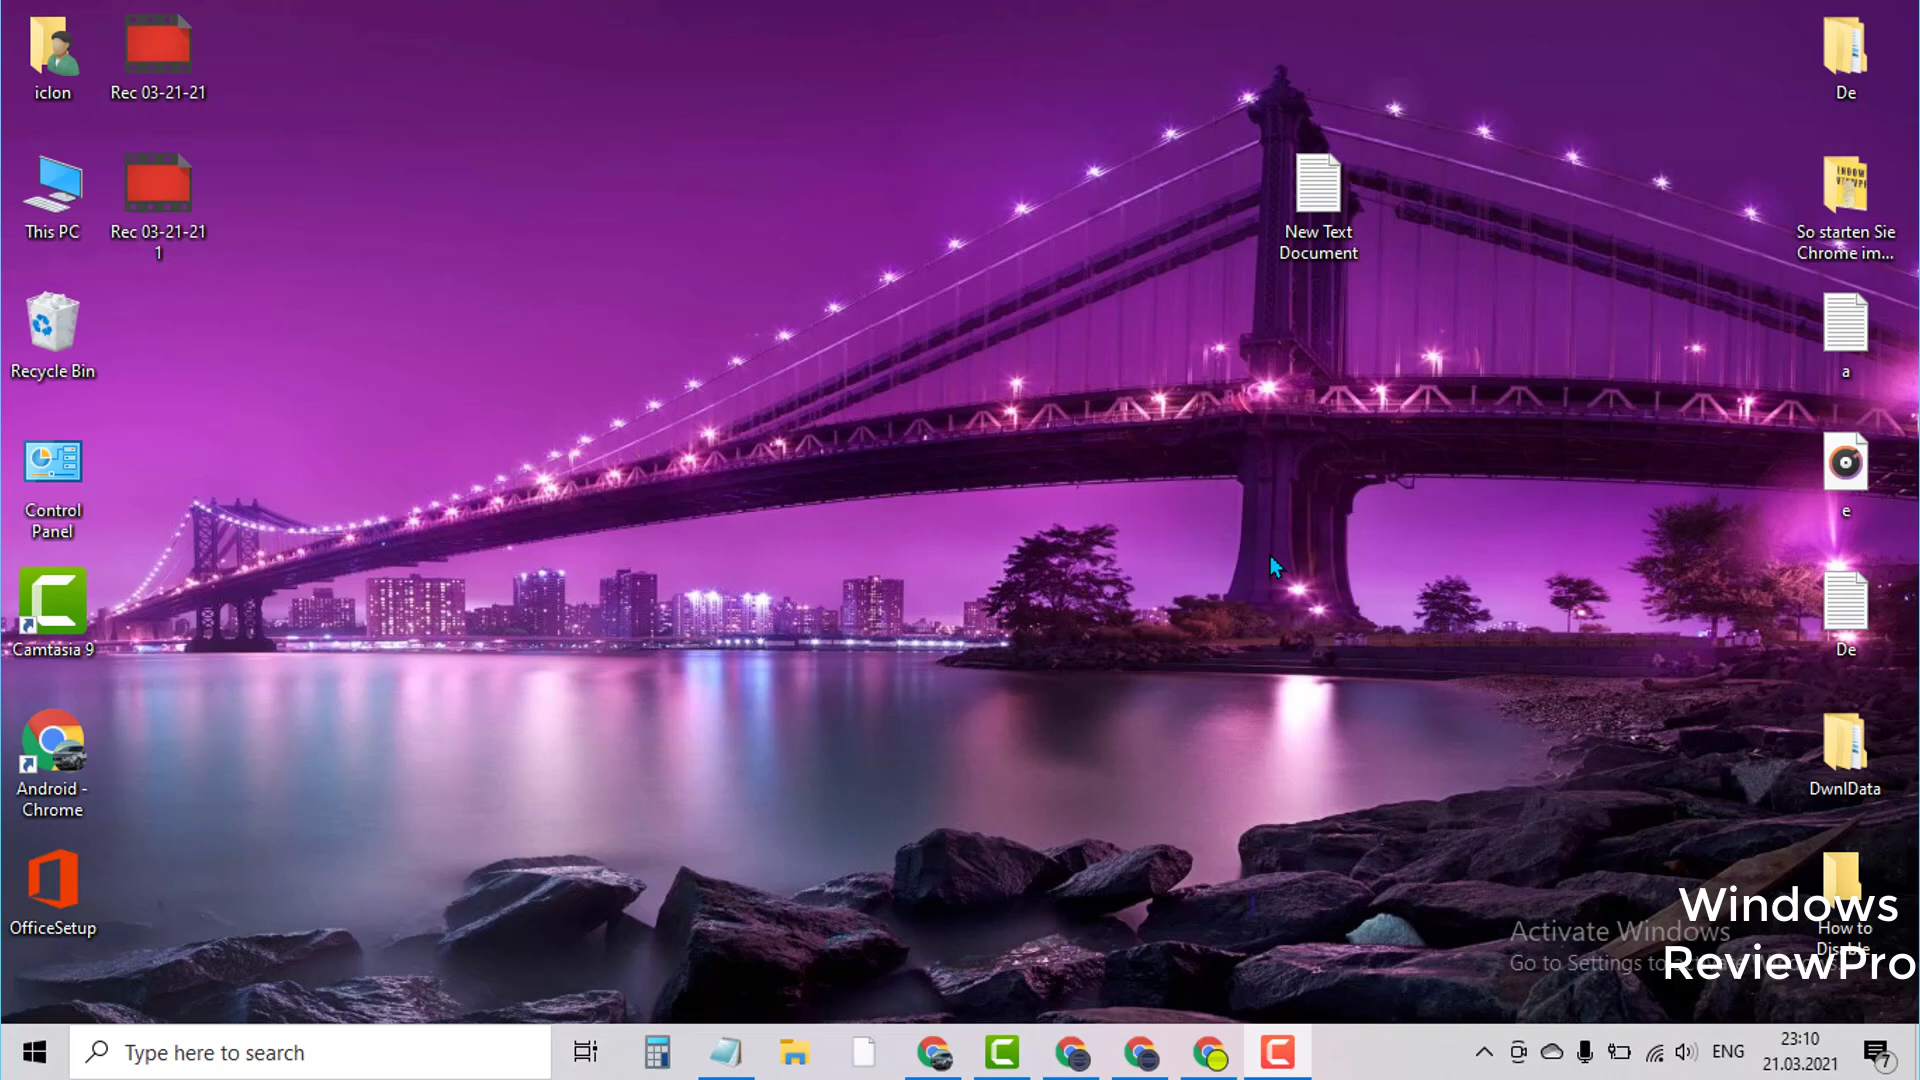 iclon
Rec 03-21-21
This PC
Rec 03-21-21
1
Recycle Bin
Control
Panel
Camtasia 9
Android -
Chrome
OfficeSetup
New Text
Document
De
So starten Sie
Chrome im...
a
e
De
DwnlData
How to
Disable
Activate Windows
Go to Settings to
Windows
ReviewPro
Type here to search
ENG
23:10
21.03.2021
7